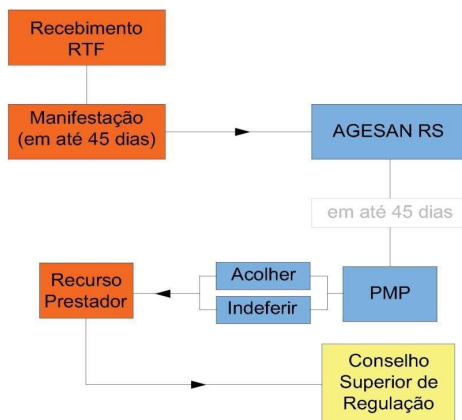 Recebimento
RTF
Manifestação
(em até 45 dias)
AGESAN RS
em até 45 dias
Recurso
Prestador
Acolher
Indeferir
PMP
Conselho
Superior de
Regulação